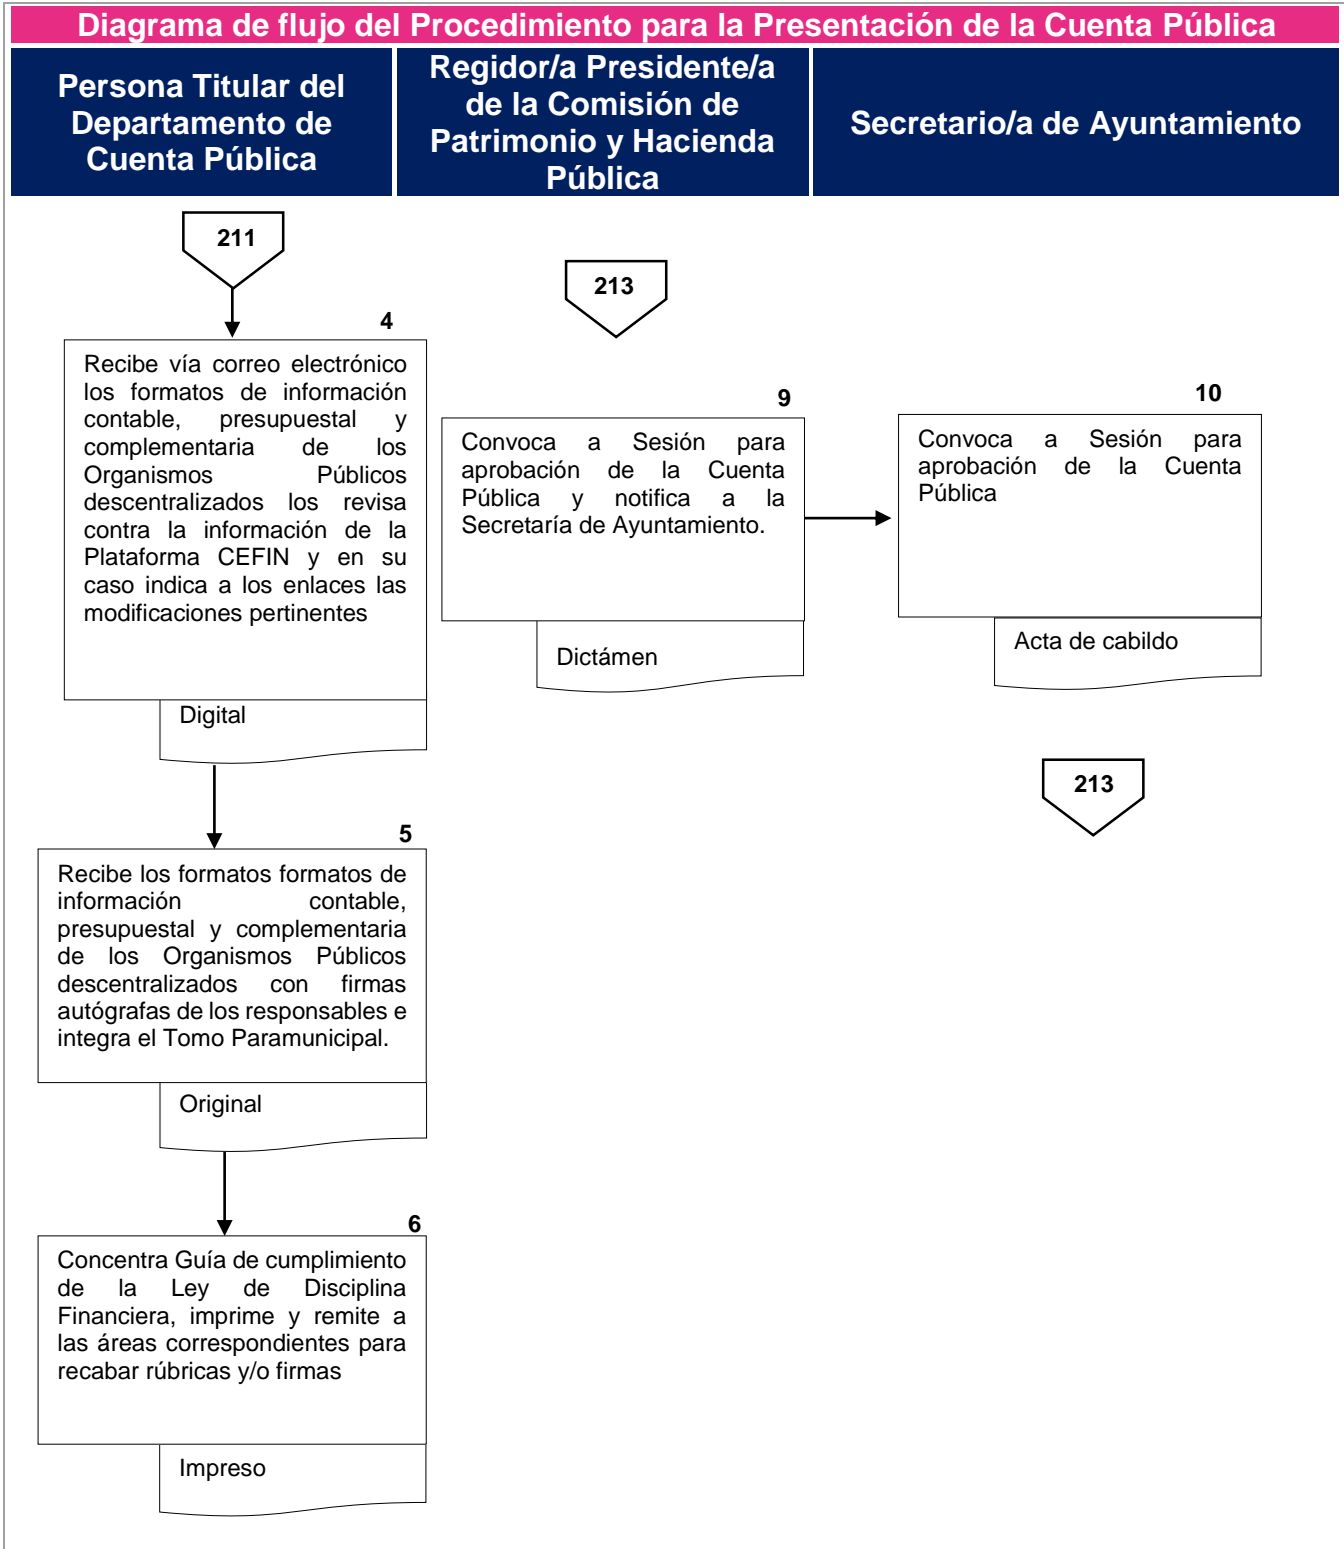 Diagrama de flujo del Procedimiento para la Presentación de la Cuenta Pública
Persona Titular del
Departamento de
Cuenta Pública
Regidor/a Presidente/a
de la Comisión de
Patrimonio y Hacienda
Pública
Secretario/a de Ayuntamiento
211
4
Recibe vía correo electrónico
los formatos de información
contable, presupuestal y
complementaria de los
Organismos Públicos
descentralizados los revisa
contra la información de la
Plataforma CEFIN y en su
caso indica a los enlaces las
modificaciones pertinentes
Digital
5
Recibe los formatos formatos de
información contable,
presupuestal y complementaria
de los Organismos Públicos
descentralizados con firmas
autógrafas de los responsables e
integra el Tomo Paramunicipal.
Original
6
Concentra Guía de cumplimiento
de la Ley de Disciplina
Financiera, imprime y remite a
las áreas correspondientes para
recabar rúbricas y/o firmas
Impreso
213
9
Convoca a Sesión para
aprobación de la Cuenta
Pública y notifica a la
Secretaría de Ayuntamiento.
Dictámen
10
Convoca a Sesión para
aprobación de la Cuenta
Pública
Acta de cabildo
213